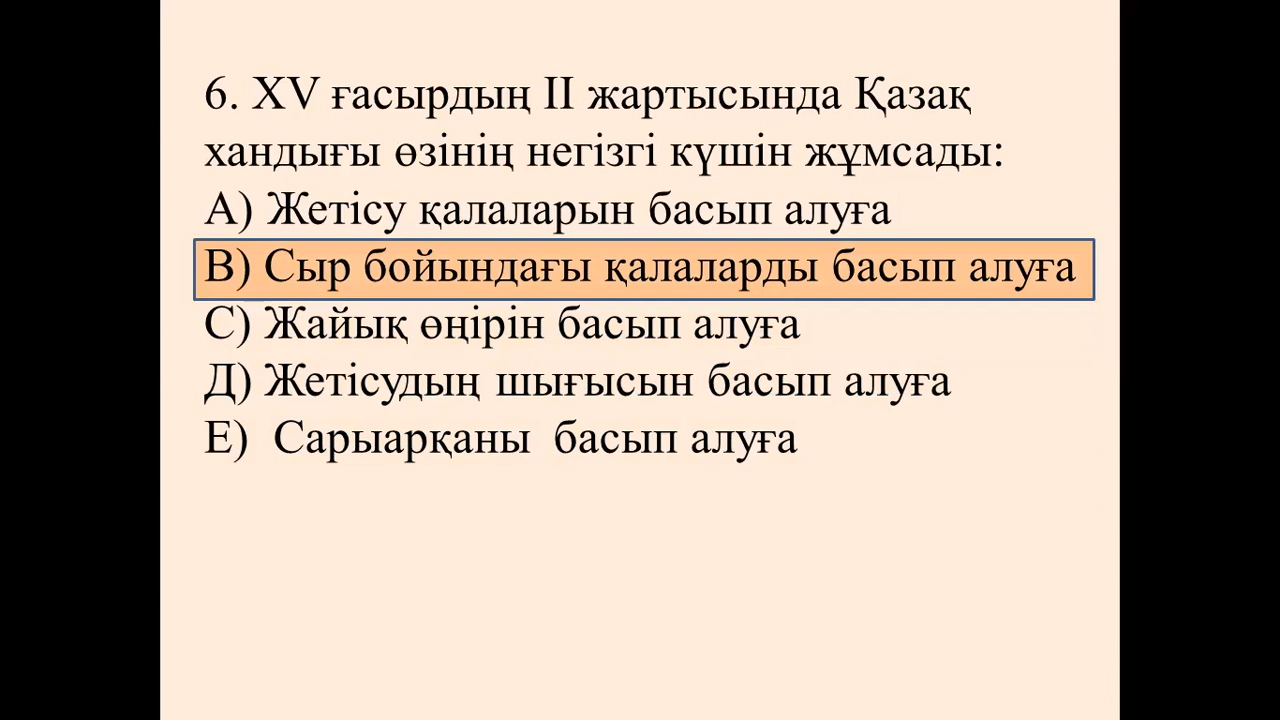 6. XV ғасырдың II жартысында Қазақ
хандығы өзінің негізгі күшін жұмсады:
А) Жетісу қалаларын басып алуға
В) Сыр бойындағы қалаларды басып алуға
С) Жайық өңірін басып алуға
Д) Жетісудың шығысын басып алуға
Е) Сарыарқаны басып алуға